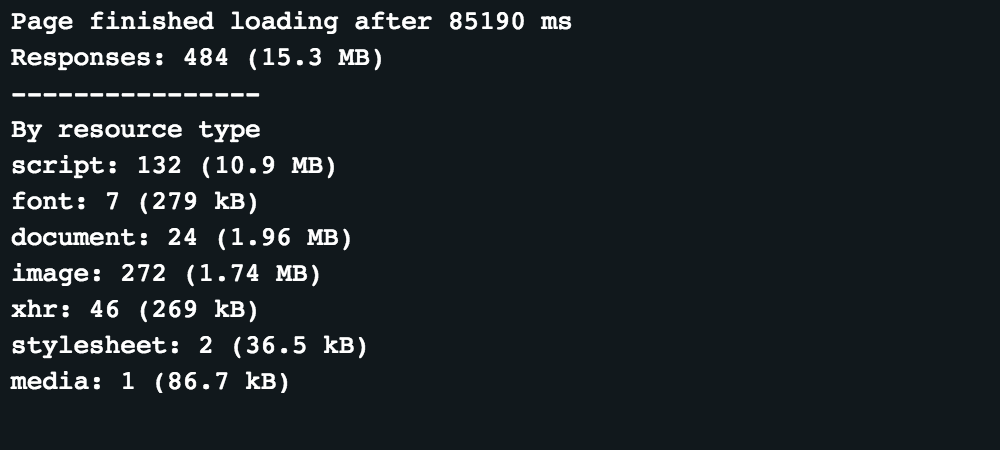 Page finished loading after 85190 ms
Responses: 484 (15.3 MB)
----------------
By resource type
script: 132 (10.9 MB)
font: 7 (279 kB)
document: 24 (1.96 MB)
image: 272 (1.74 MB)
xhr: 46 (269 kB)
stylesheet: 2 (36.5 kB)
media: 1 (86.7 kB)